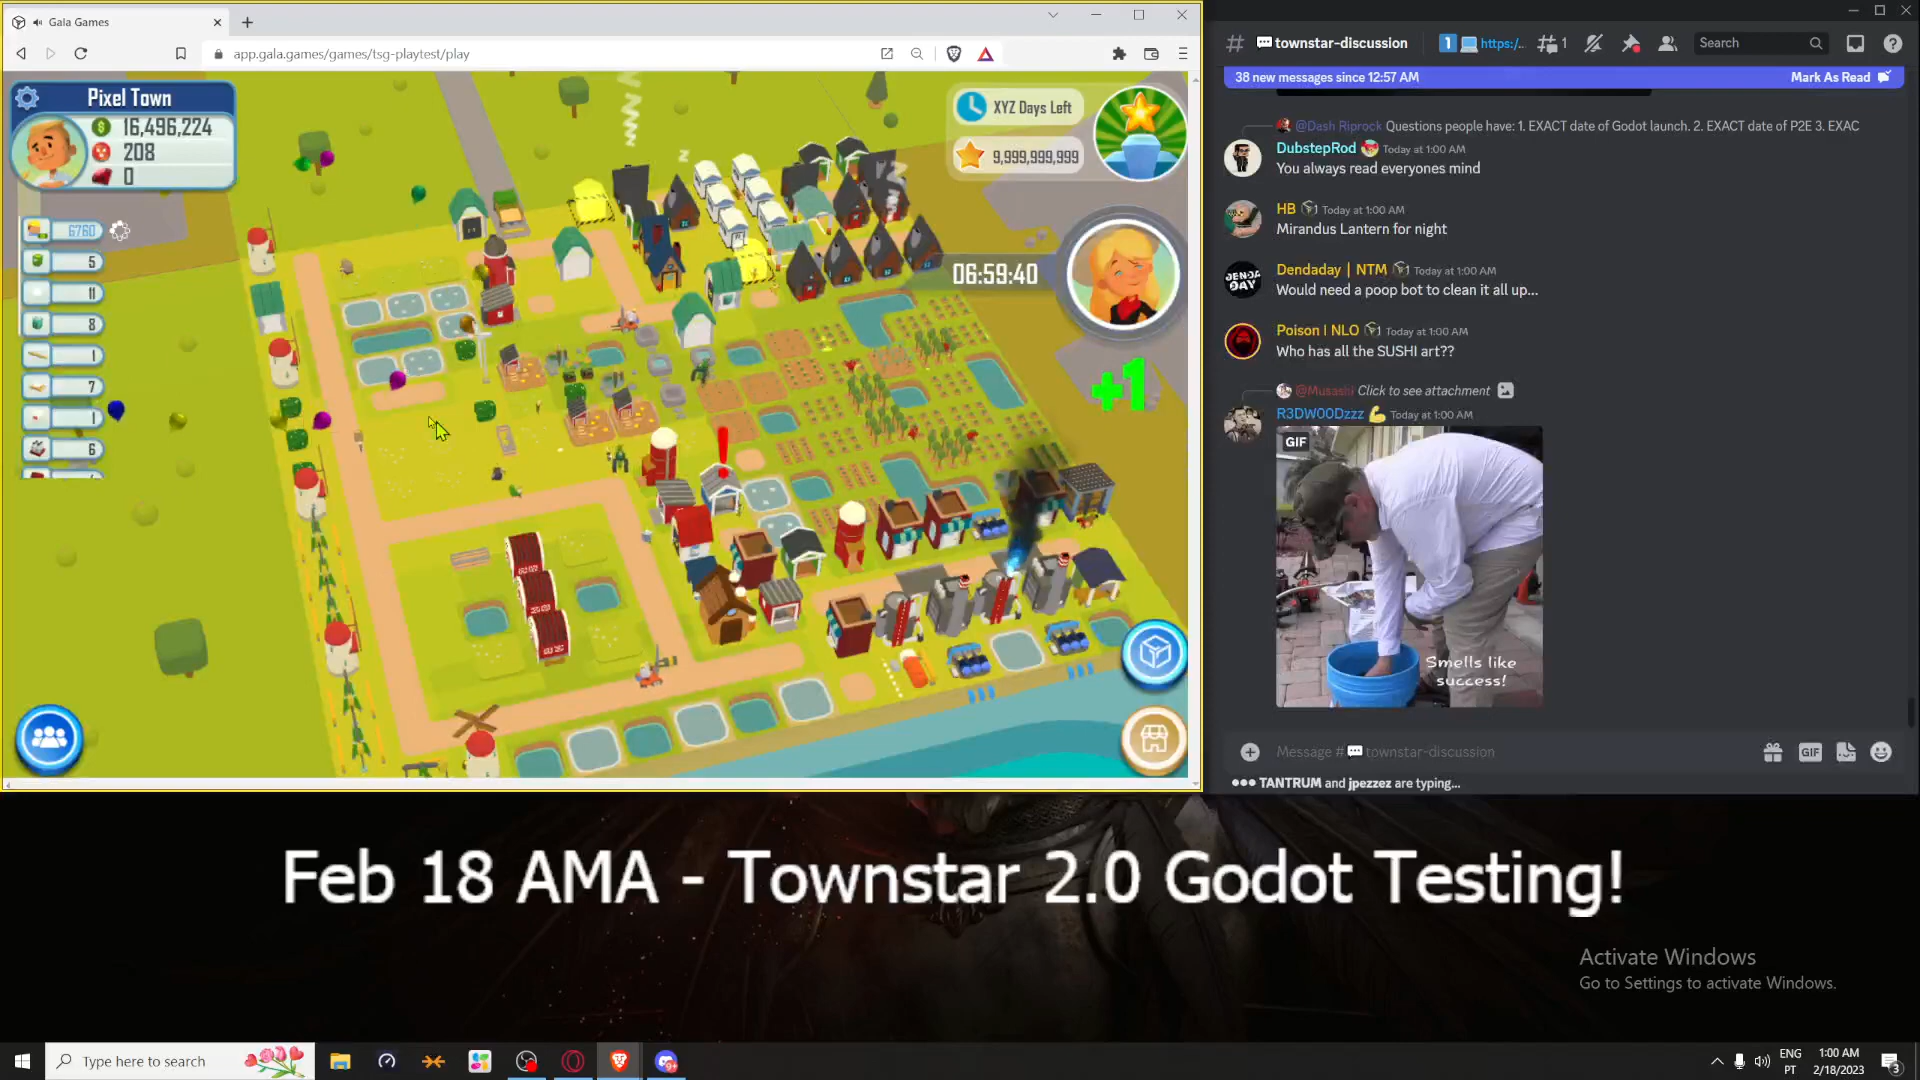 Gala Games
app.gala.games/games/tsg-playtest/play
Pixel Town
16,496,224
208
0
6760
5
11
8
1
7
1
6
XYZ Days Left
9,999,999,999
06:59:40
+1
townstar-discussion
1
https:/..
1
Search
38 new messages since 12:57 AM
Mark As Read
@Dash Riprock Questions people have: 1. EXACT date of Godot launch. 2. EXACT date of P2E 3. EXAC
DubstepRod Today at 1:00 AM
You always read everyones mind
HB Today at 1:00 AM
Mirandus Lantern for night
DENDA
DAY
Dendaday | NTM Today at 1:00 AM
Would need a poop bot to clean it all up...
Poison | NLO Today at 1:00 AM
Who has all the SUSHI art??
@Musashi Click to see attachment
R3DW00Dzzz Today at 1:00 AM
GIF
Smells like
success!
Message #townstar-discussion
GIF
TANTRUM and jpezzez are typing...
Feb 18 AMA - Townstar 2.0 Godot Testing!
Activate Windows
Go to Settings to activate Windows.
Type here to search
ENG
PT
1:00 AM
2/18/2023
3